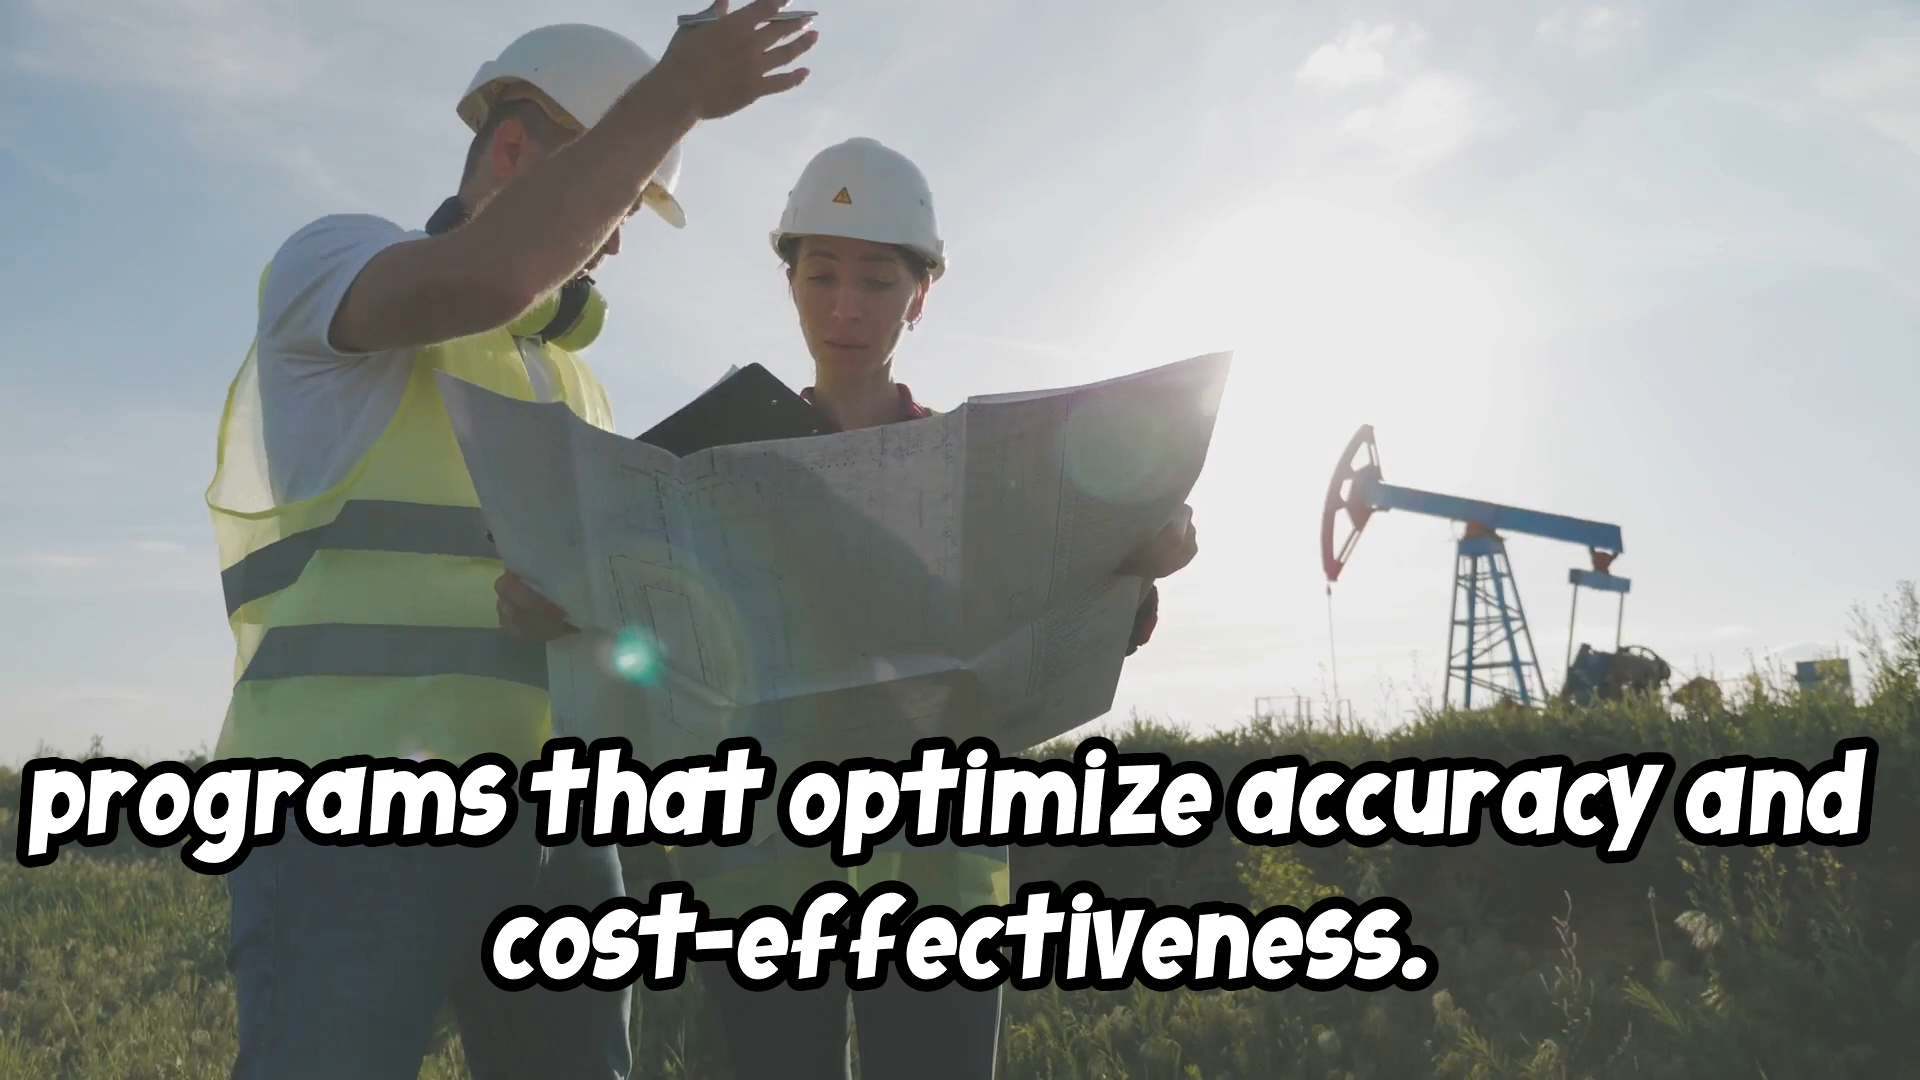 programs that optimize accuracy and
cost-effectiveness.